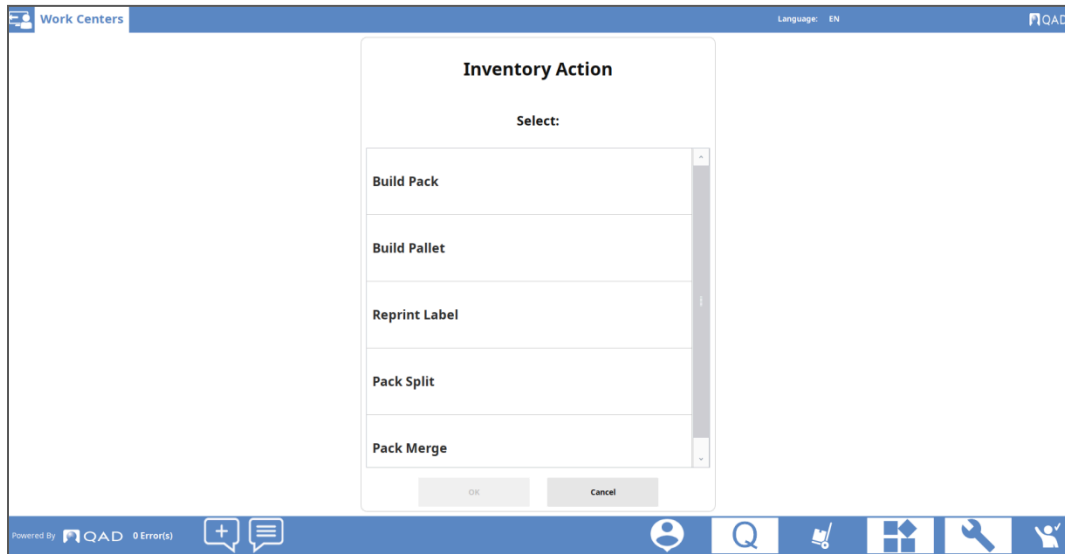 Work Centers
Language: EN
QAD
Inventory Action
Select:
Build Pack
Build Pallet
Reprint Label
Pack Split
Pack Merge
OK
Cancel
Powered By QAD 0 Error(s)
Q